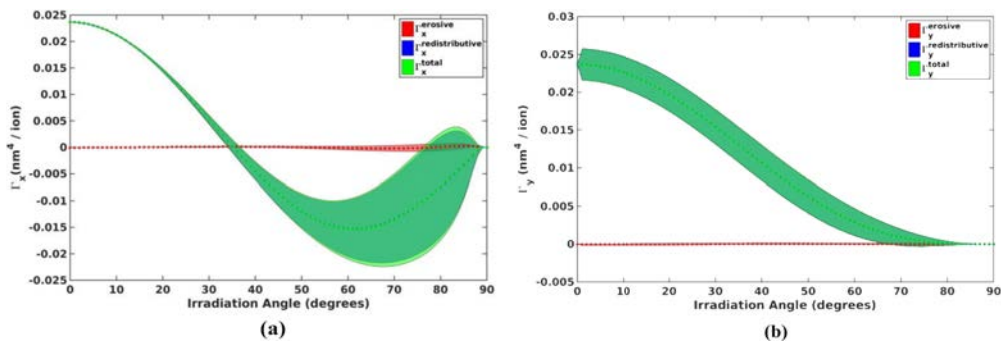 0.025
0.02
0.015
0.01
0.005
0
-0.005
-0.01
-0.015
-0.02
-0.025
Γx(nm⁴ / ion)
0 10 20 30 40 50 60 70 80 90
Irradiation Angle (degrees)
Γx erosive
Γx redistributive
Γx total
(a)
0.03
0.025
0.02
0.015
0.01
0.005
0
-0.005
Γy (nm⁴ / ion)
0 10 20 30 40 50 60 70 80 90
Irradiation Angle (degrees)
Γy erosive
Γy redistributive
Γy total
(b)